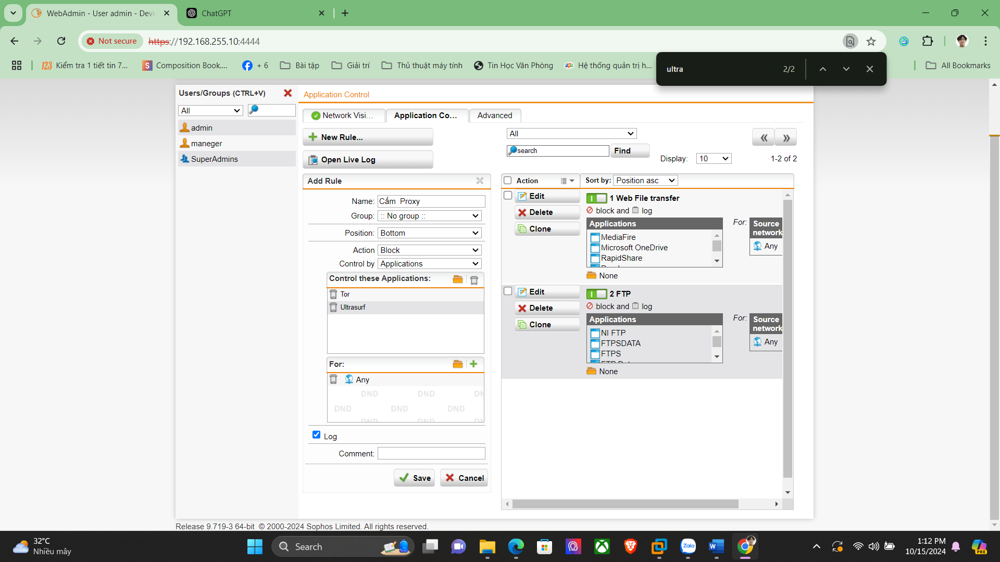 WebAdmin - User admin - Devi
ChatGPT
Not secure
https://192.168.255.10:4444
Kiểm tra 1 tiết tin 7...
Composition Book....
+ 6
Bài tập
Giải trí
Thủ thuật máy tính
Tin Học Văn Phòng
Hệ thống quản trị h...
All Bookmarks
ultra
2/2
Users/Groups (CTRL+V)
All
admin
maneger
SuperAdmins
Application Control
Network Visi...
Application Co...
Advanced
New Rule...
Open Live Log
All
search
Find
Display:
10
1-2 of 2
Add Rule
Name:
Cấm  Proxy
Group:
:: No group ::
Position:
Bottom
Action
Block
Control by
Applications
Control these Applications:
Tor
Ultrasurf
For:
Any
DND DND
DND DND DND
Log
Comment:
Save
Cancel
Action
Sort by:
Position asc
Edit
Delete
Clone
1 Web File transfer
block and log
Applications
MediaFire
Microsoft OneDrive
RapidShare
For:
Source
network
Any
None
Edit
Delete
Clone
2 FTP
block and log
Applications
NI FTP
FTPSDATA
FTPS
For:
Source
network
Any
None
Release 9.719-3 64-bit © 2000-2024 Sophos Limited. All rights reserved.
32°C
Nhiều mây
Search
Zalo
PRE
1:12 PM
10/15/2024